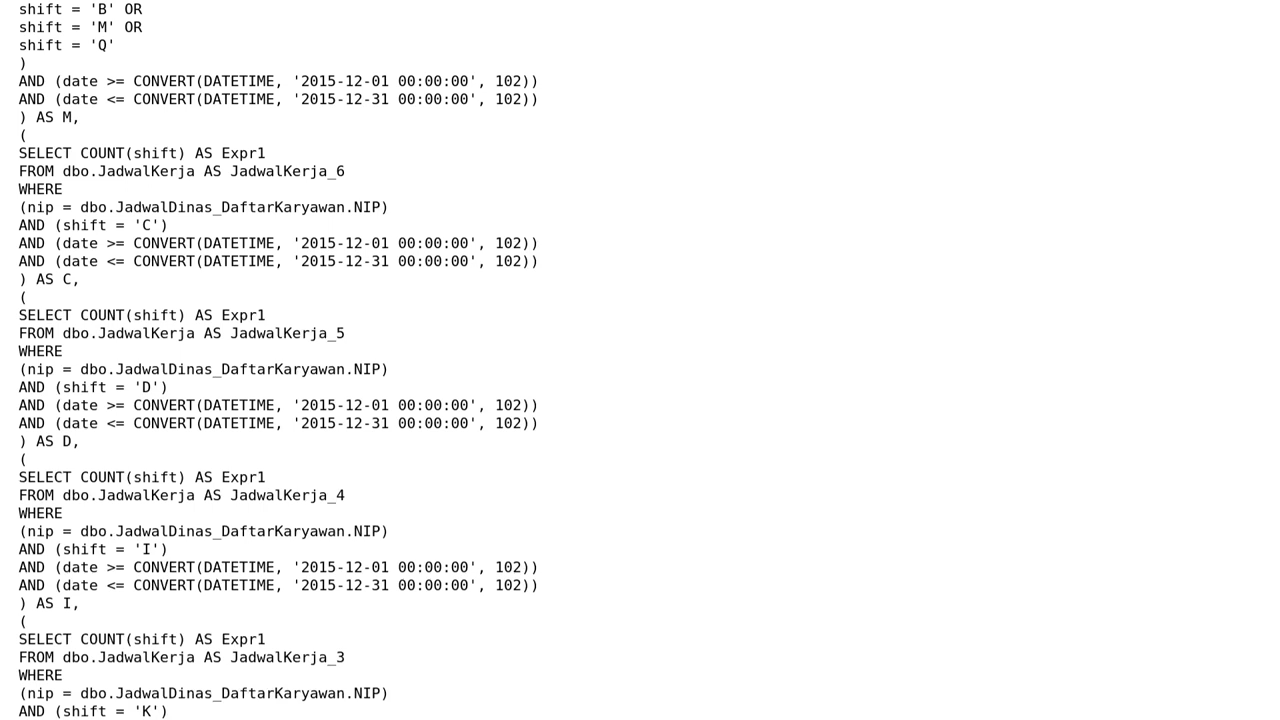 shift = 'B' OR
shift = 'M' OR
shift = 'Q'
)
AND (date >= CONVERT(DATETIME, '2015-12-01 00:00:00', 102))
AND (date <= CONVERT(DATETIME, '2015-12-31 00:00:00', 102))
) AS M,
(
SELECT COUNT(shift) AS Expr1
FROM dbo.JadwalKerja AS JadwalKerja_6
WHERE
(nip = dbo.JadwalDinas_DaftarKaryawan.NIP)
AND (shift = 'C')
AND (date >= CONVERT(DATETIME, '2015-12-01 00:00:00', 102))
AND (date <= CONVERT(DATETIME, '2015-12-31 00:00:00', 102))
) AS C,
(
SELECT COUNT(shift) AS Expr1
FROM dbo.JadwalKerja AS JadwalKerja_5
WHERE
(nip = dbo.JadwalDinas_DaftarKaryawan.NIP)
AND (shift = 'D')
AND (date >= CONVERT(DATETIME, '2015-12-01 00:00:00', 102))
AND (date <= CONVERT(DATETIME, '2015-12-31 00:00:00', 102))
) AS D,
(
SELECT COUNT(shift) AS Expr1
FROM dbo.JadwalKerja AS JadwalKerja_4
WHERE
(nip = dbo.JadwalDinas_DaftarKaryawan.NIP)
AND (shift = 'I')
AND (date >= CONVERT(DATETIME, '2015-12-01 00:00:00', 102))
AND (date <= CONVERT(DATETIME, '2015-12-31 00:00:00', 102))
) AS I,
(
SELECT COUNT(shift) AS Expr1
FROM dbo.JadwalKerja AS JadwalKerja_3
WHERE
(nip = dbo.JadwalDinas_DaftarKaryawan.NIP)
AND (shift = 'K')